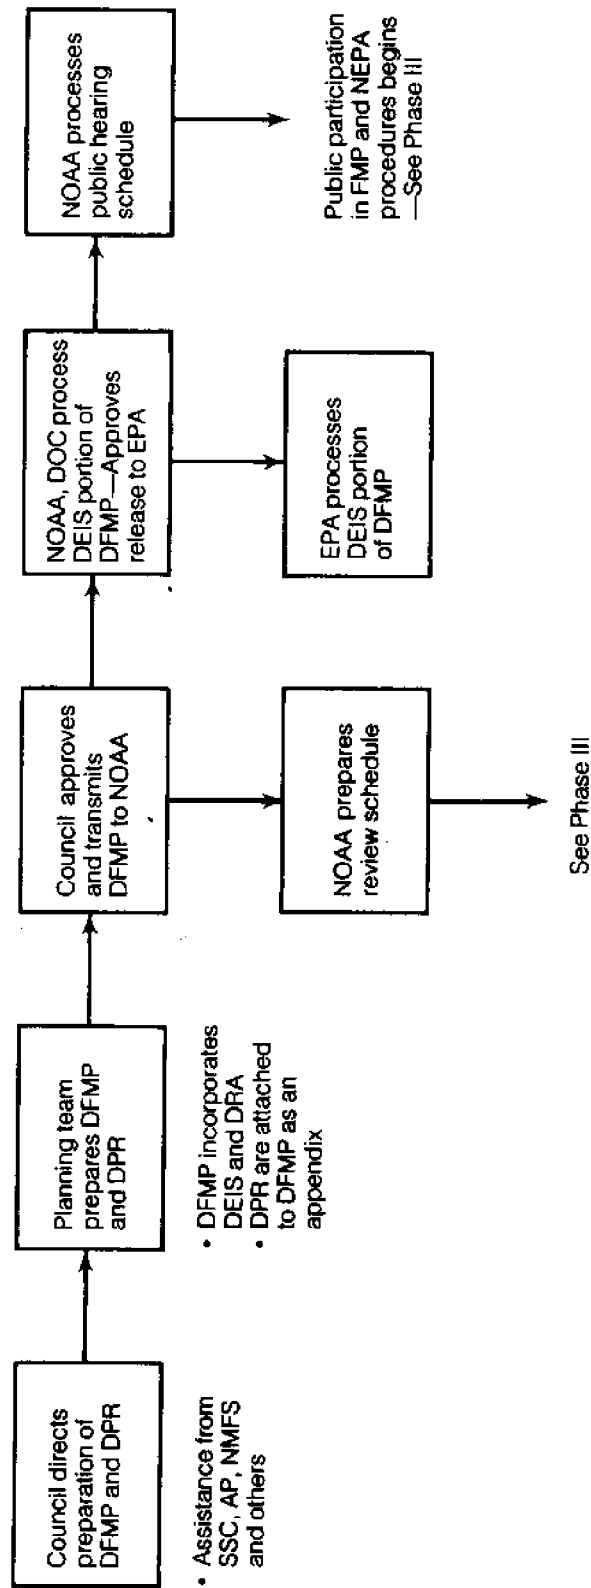 Council directs
preparation of
DFMP and DPR
• Assistance from
SSC, AP, NMFS
and others
Planning team
prepares DFMP
and DPR
• DFMP incorporates
DEIS and DRA
• DPR are attached
to DFMP as an
appendix
Council approves
and transmits
DFMP to NOAA
NOAA prepares
review schedule
See Phase III
NOAA, DOC process
DEIS portion of
DFMP—Approves
release to EPA
EPA processes
DEIS portion
of DFMP
NOAA processes
public hearing
schedule
Public participation
in FMP and NEPA
procedures begins
—See Phase III